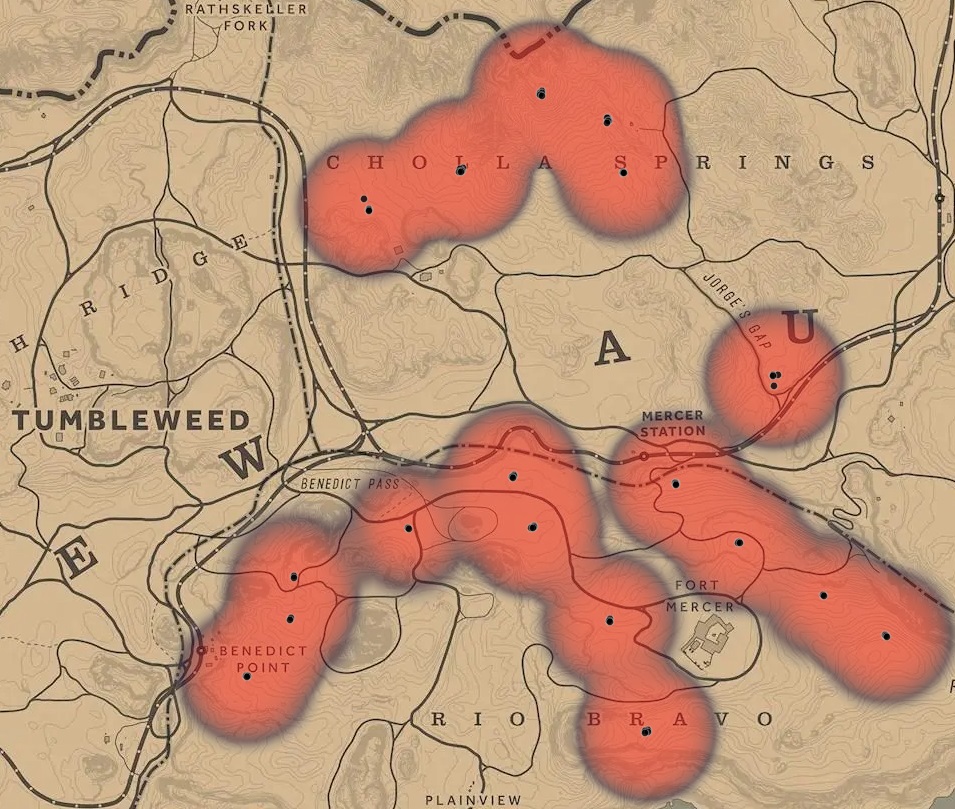 RATHSKELLER
FORK
CHOLLA SPRINGS
H RIDGE
JORGE'S GAP
A U
MERCER
STATION
TUMBLEWEED
W
BENEDICT PASS
E
FORT
MERCER
BENEDICT
POINT
RIO BRAVO
PLAINVIEW